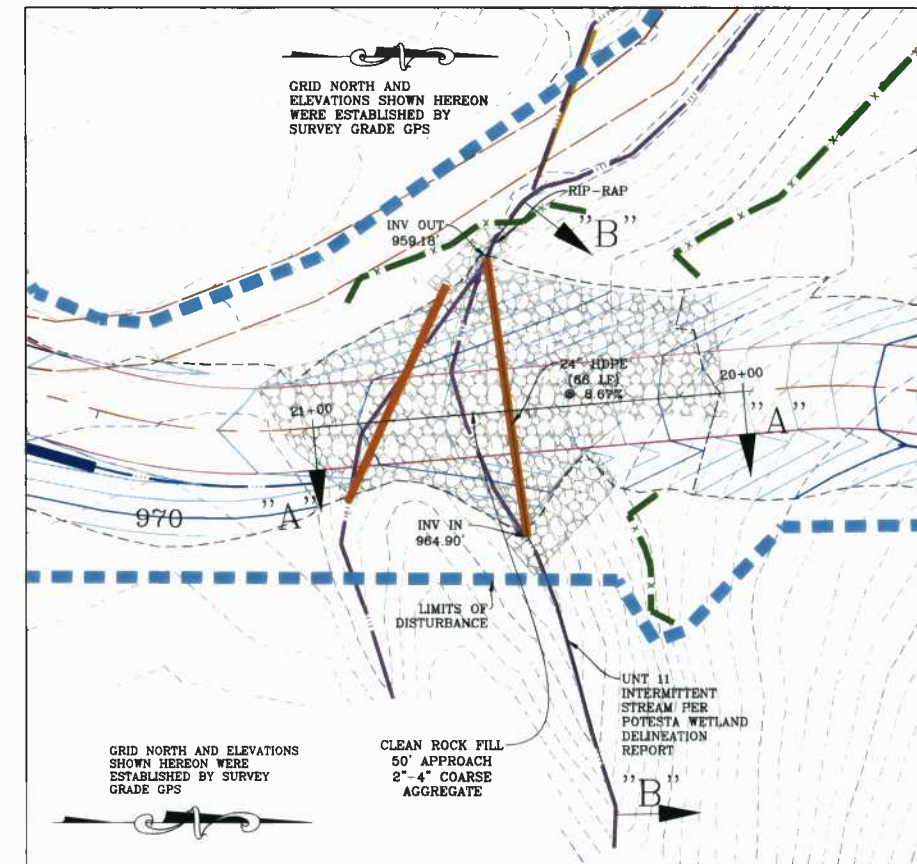 GRID NORTH AND
ELEVATIONS SHOWN HEREON
WERE ESTABLISHED BY
SURVEY GRADE GPS
RIP-RAP
"B"
INV OUT
959.18'
24" HDPE
(66 LF)
@ 8.67%
20+00
21+00
"A"
"A"
970
INV IN
964.90'
LIMITS OF
DISTURBANCE
UNT 11
INTERMITTENT
STREAM PER
POTESTA WETLAND
DELINEATION
REPORT
CLEAN ROCK FILL
50' APPROACH
2"-4" COARSE
AGGREGATE
"B"
GRID NORTH AND ELEVATIONS
SHOWN HEREON WERE
ESTABLISHED BY SURVEY
GRADE GPS